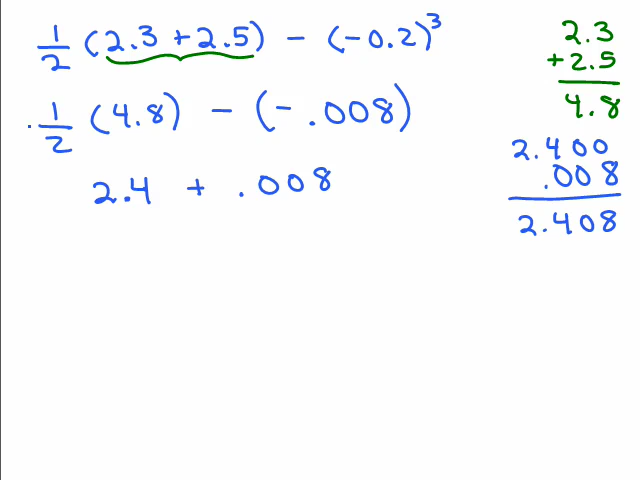 1/2 (2.3 + 2.5) - (-0.2)^3
1/2 (4.8) - (- .008)
2.4 + .008
2.3
+ 2.5
4.8
2.400
.008
2.408